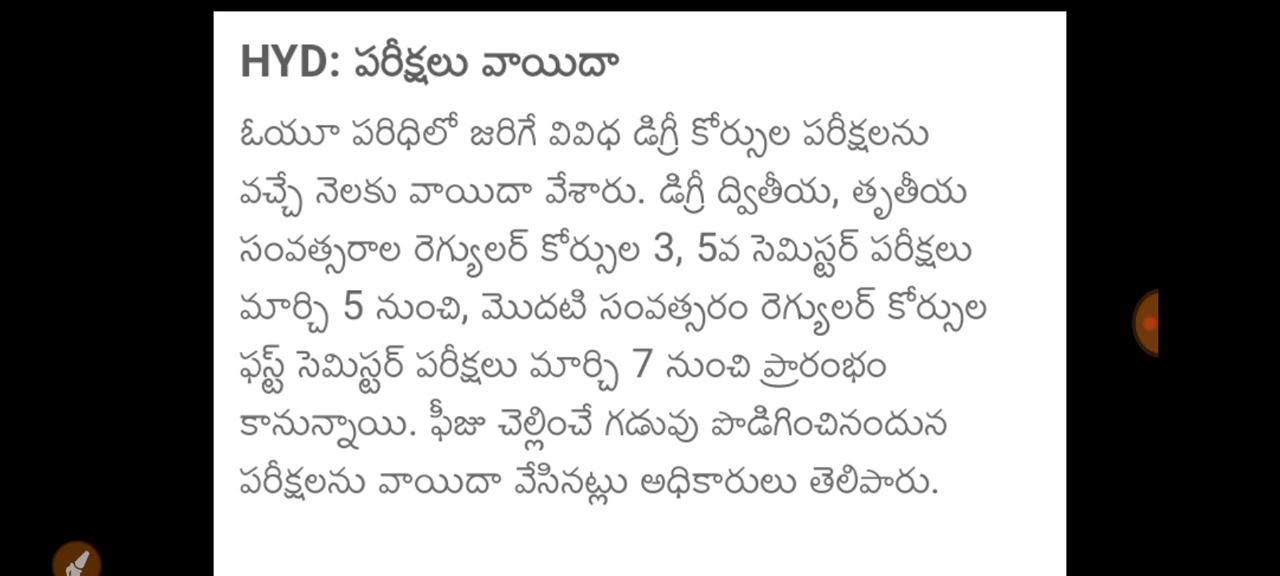 HYD: పరీక్షలు వాయిదా
ఓయూ పరిధిలో జరిగే వివిధ డిగ్రీ కోర్సుల పరీక్షలను
వచ్చే నెలకు వాయిదా వేశారు. డిగ్రీ ద్వితీయ, తృతీయ
సంవత్సరాల రెగ్యులర్ కోర్సుల 3, 5వ సెమిస్టర్ పరీక్షలు
మార్చి 5 నుంచి, మొదటి సంవత్సరం రెగ్యులర్ కోర్సుల
ఫస్ట్ సెమిస్టర్ పరీక్షలు మార్చి 7 నుంచి ప్రారంభం
కానున్నాయి. ఫీజు చెల్లించే గడువు పొడిగించినందున
పరీక్షలను వాయిదా వేసినట్లు అధికారులు తెలిపారు.